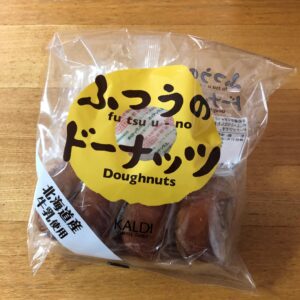 ふつうの
fu tsu u - no
ドーナッツ
Doughnuts
北海道産
牛乳使用
KALDI